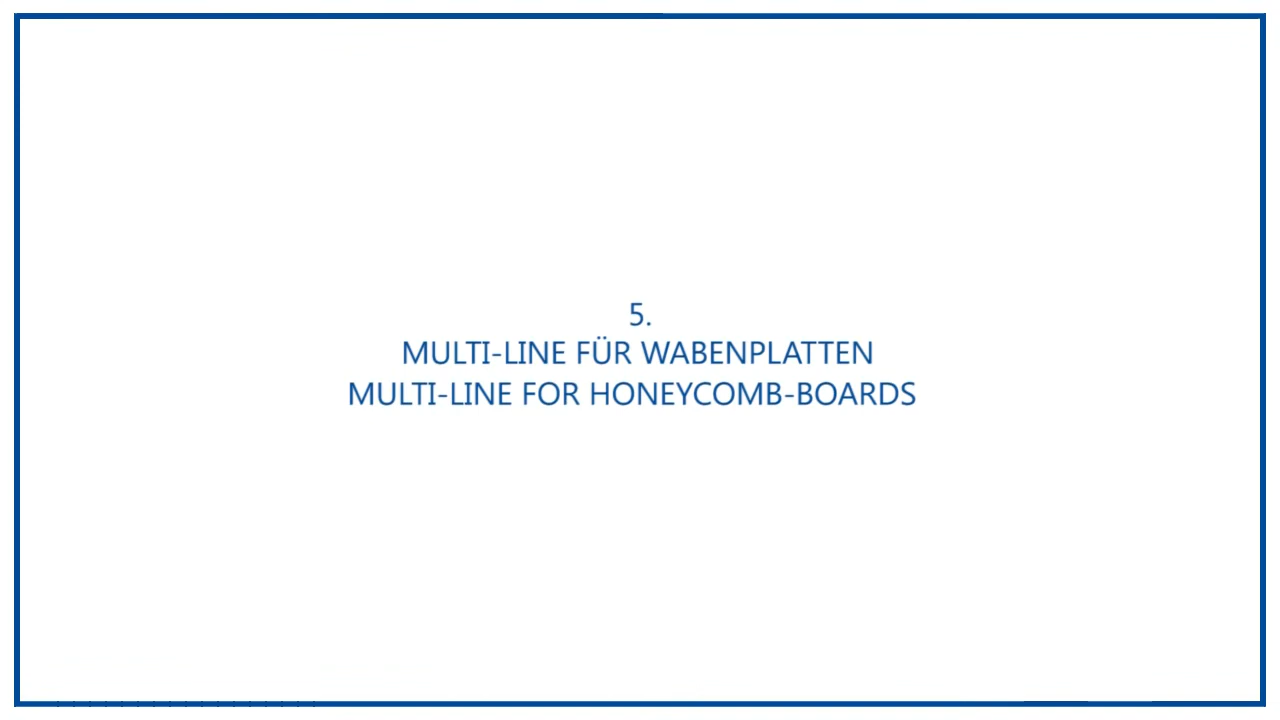 5.
MULTI-LINE FÜR WABENPLATTEN
MULTI-LINE FOR HONEYCOMB-BOARDS